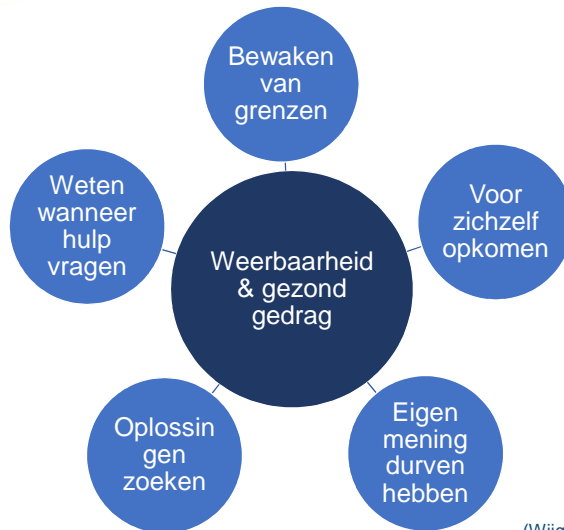 Bewaken
van
grenzen
Voor
zichzelf
opkomen
Eigen
mening
durven
hebben
Oplossin
gen
zoeken
Weten
wanneer
hulp
vragen
Weerbaarheid
& gezond
gedrag